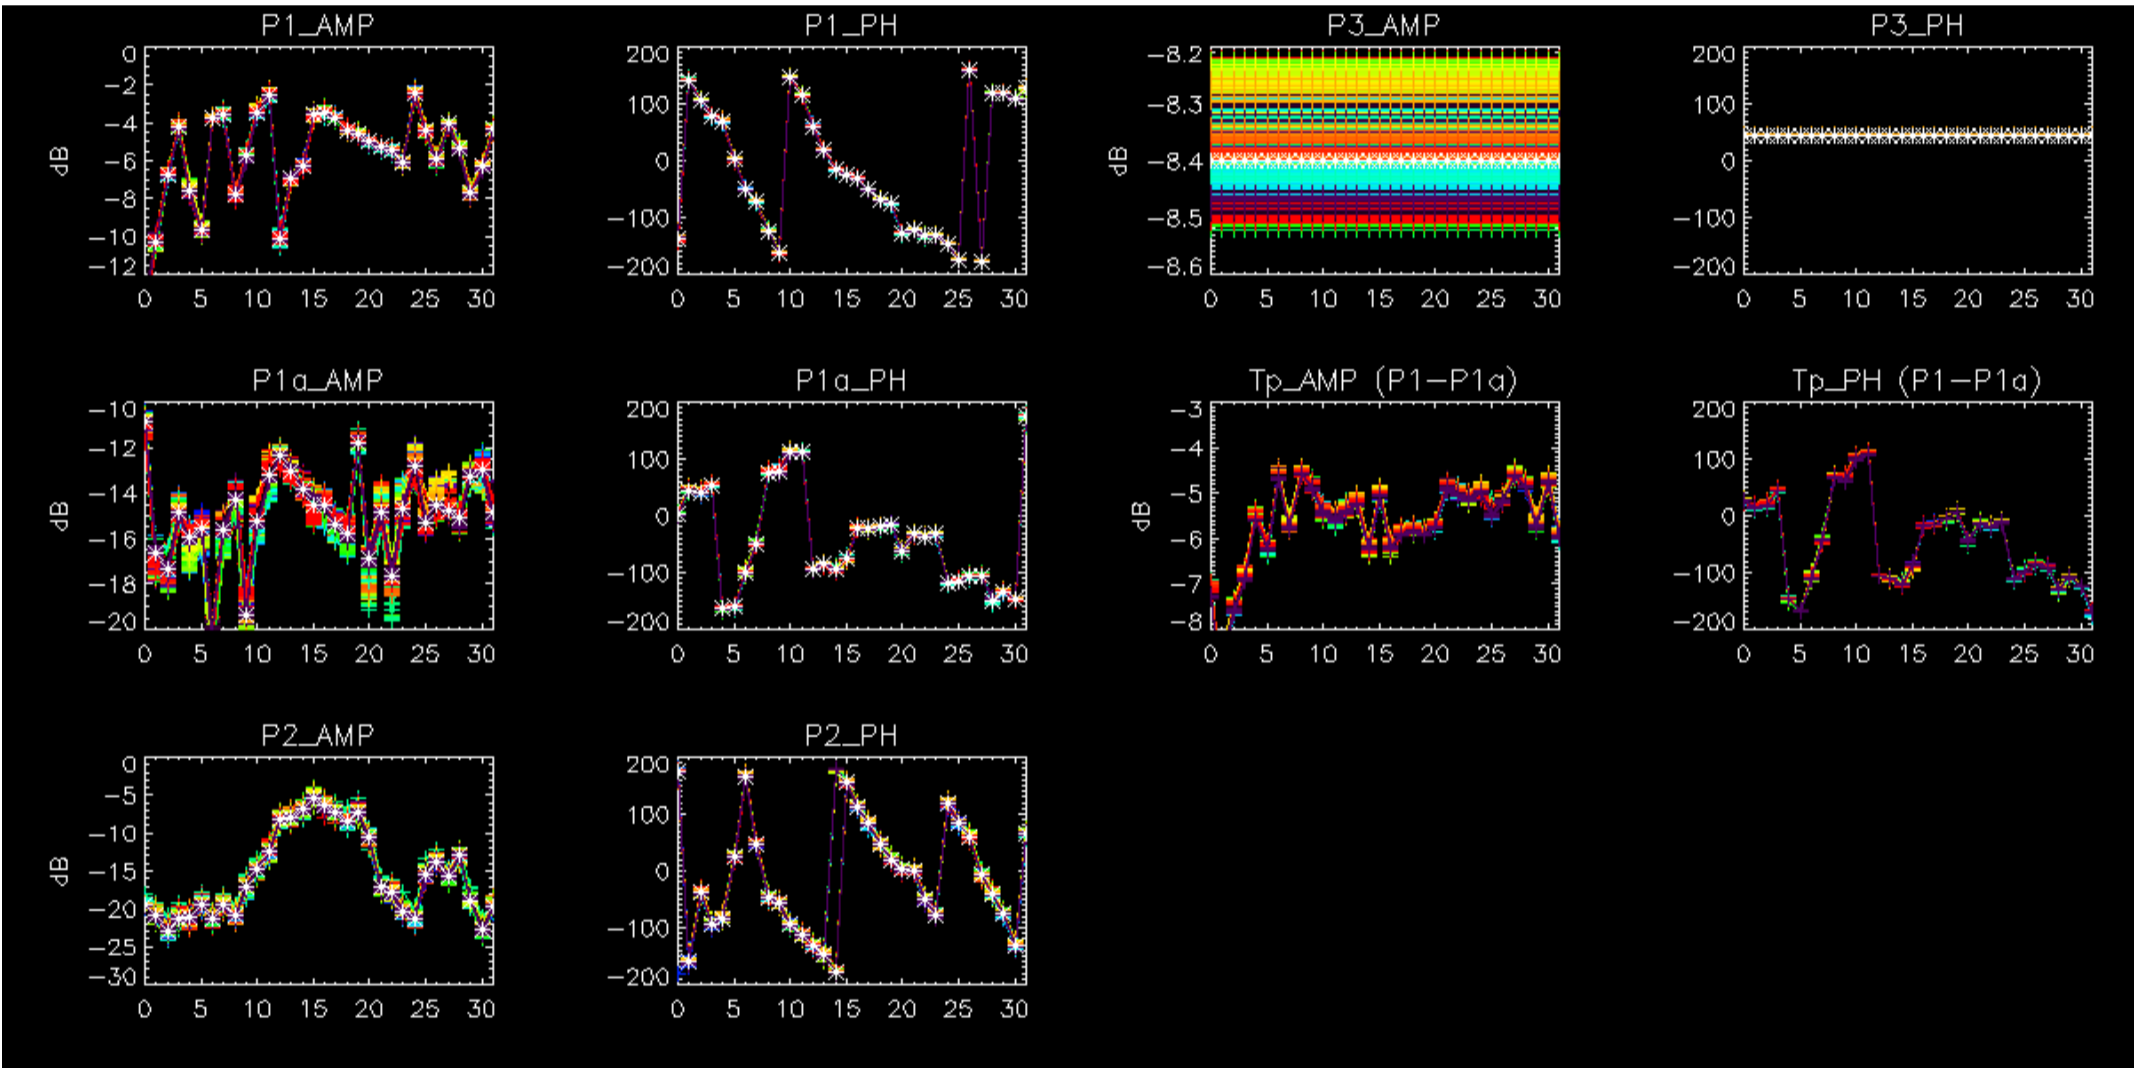 P1_AMP
dB
0
−2
−4
−6
−8
−10
−12
0 5 10 15 20 25 30
P1_PH
200
100
0
−100
−200
0 5 10 15 20 25 30
P3_AMP
dB
−8.2
−8.3
−8.4
−8.5
−8.6
0 5 10 15 20 25 30
P3_PH
200
100
0
−100
−200
0 5 10 15 20 25 30
P1a_AMP
dB
−10
−12
−14
−16
−18
−20
0 5 10 15 20 25 30
P1a_PH
200
100
0
−100
−200
0 5 10 15 20 25 30
Tp_AMP (P1−P1a)
dB
−3
−4
−5
−6
−7
−8
0 5 10 15 20 25 30
Tp_PH (P1−P1a)
200
100
0
−100
−200
0 5 10 15 20 25 30
P2_AMP
dB
0
−5
−10
−15
−20
−25
−30
0 5 10 15 20 25 30
P2_PH
200
100
0
−100
−200
0 5 10 15 20 25 30